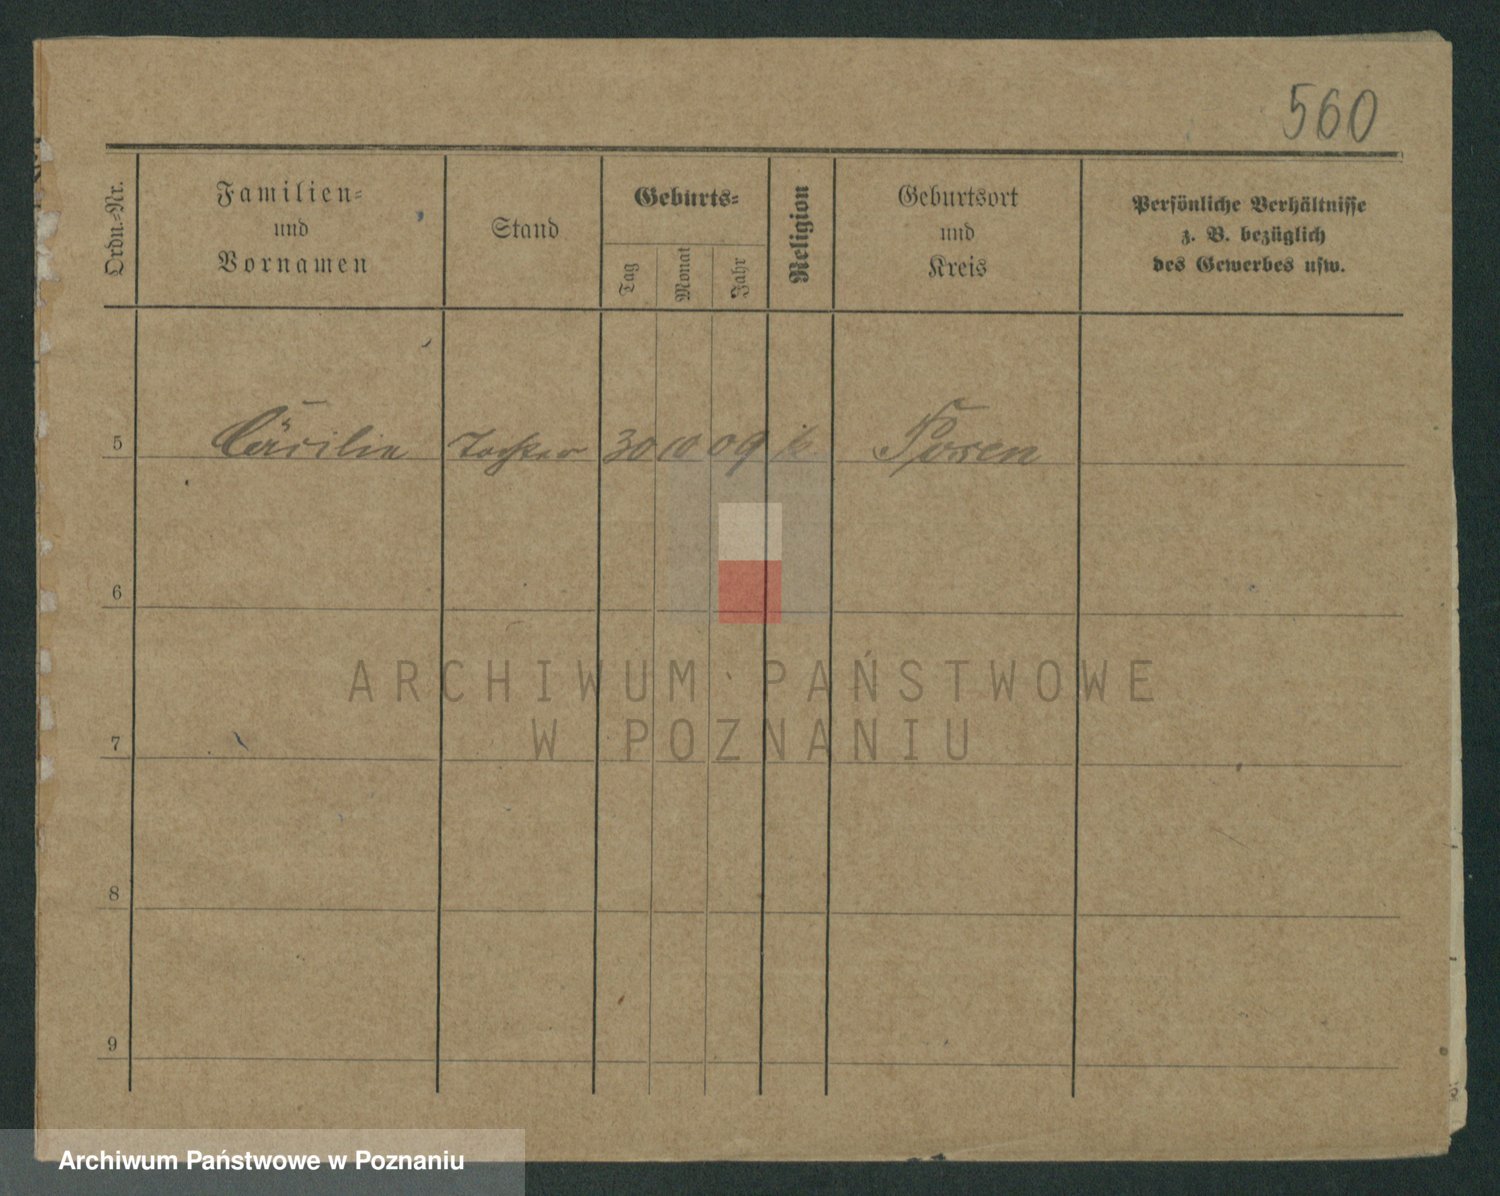 560
Ordn.=Nr.
Familien=
und
Vornamen
Stand
Geburts=
Tag
Monat
Jahr
Religion
Geburtsort
und
Kreis
Persönliche Verhältnisse
z. B. bezüglich
des Gewerbes usw.
5 Cäcilie Tochter 30 10 09 k. Posen
6
7
8
9
ARCHIWUM PAŃSTWOWE
W POZNANIU
Archiwum Państwowe w Poznaniu